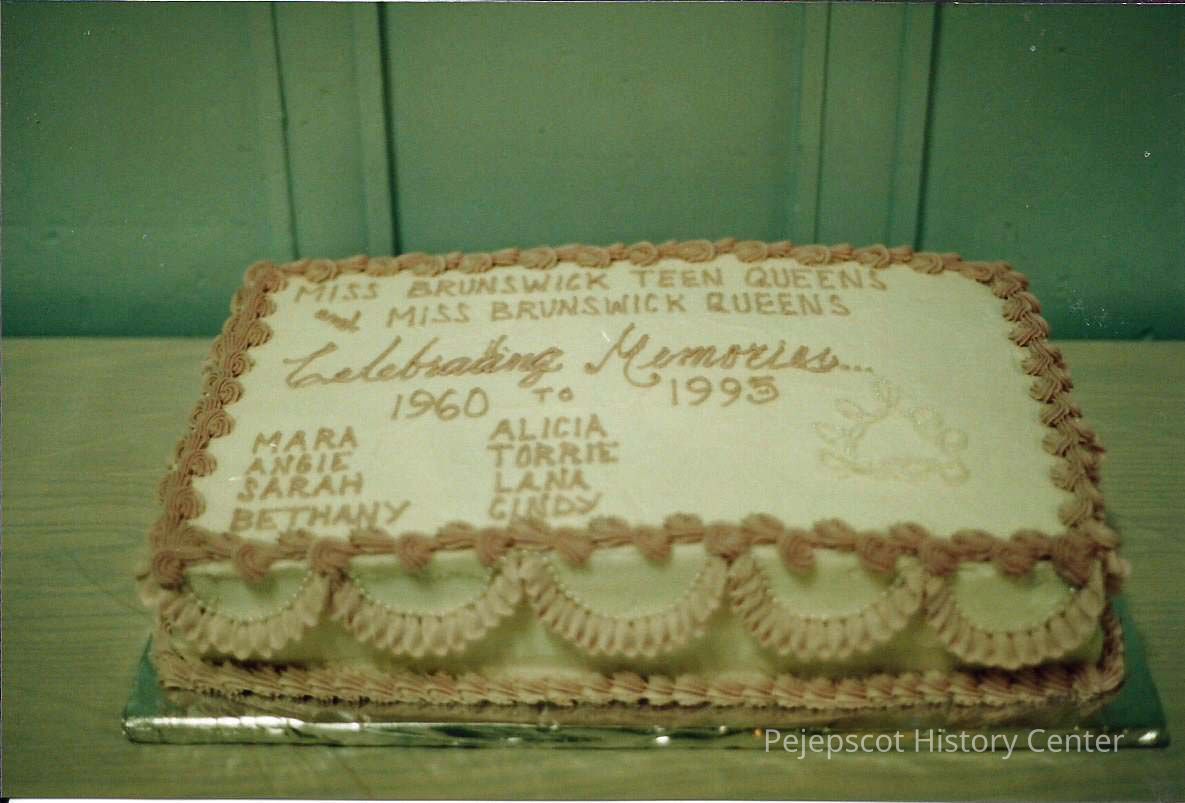 MISS BRUNSWICK TEEN QUEENS
and MISS BRUNSWICK QUEENS
Celebrating Memories...
1960 TO 1995
MARA ALICIA
ANGIE TORRIE
SARAH LANA
BETHANY CINDY
Pejepscot History Center